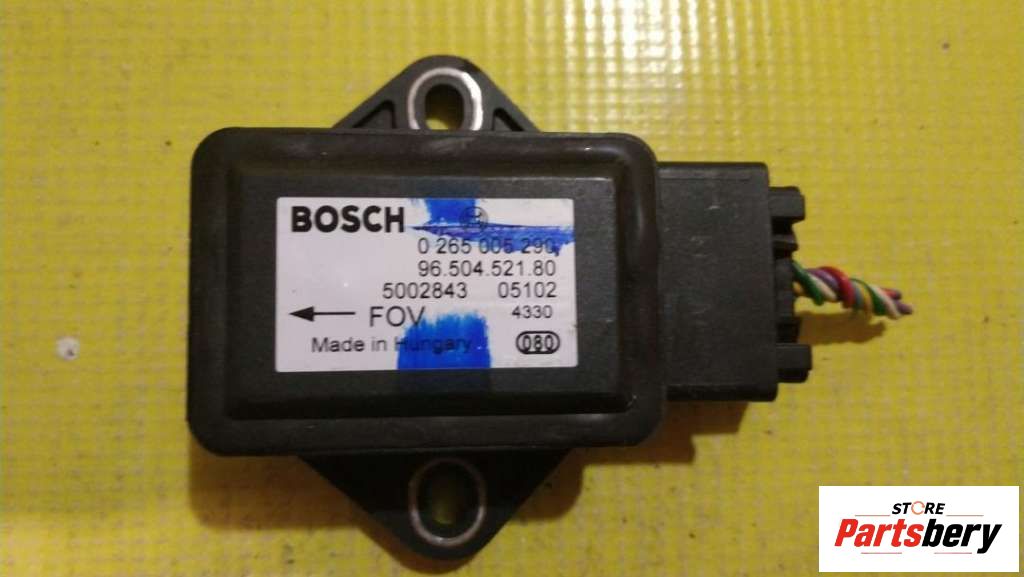 BOSCH
0 265 005 290
96.504.521.80
5002843 05102
FOV 4330
Made in Hungary 080
STORE
Partsbery